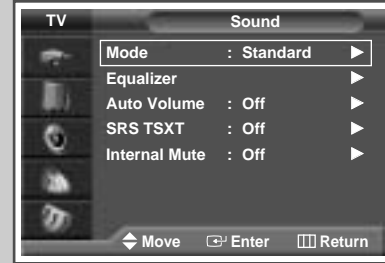 TV Sound
Mode : Standard
Equalizer
Auto Volume : Off
SRS TSXT : Off
Internal Mute : Off
Move Enter Return